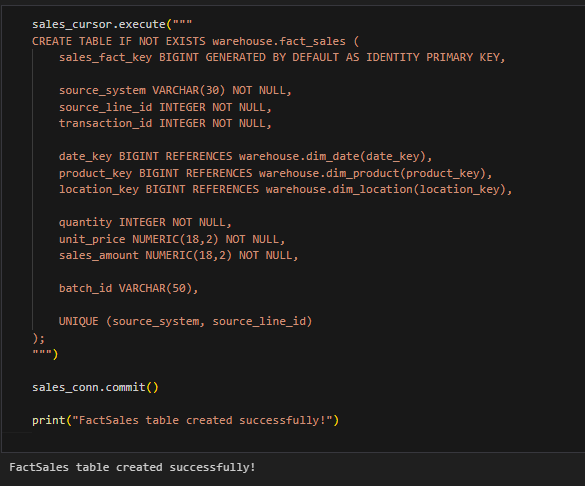 sales_cursor.execute("""
CREATE TABLE IF NOT EXISTS warehouse.fact_sales (
    sales_fact_key BIGINT GENERATED BY DEFAULT AS IDENTITY PRIMARY KEY,

    source_system VARCHAR(30) NOT NULL,
    source_line_id INTEGER NOT NULL,
    transaction_id INTEGER NOT NULL,

    date_key BIGINT REFERENCES warehouse.dim_date(date_key),
    product_key BIGINT REFERENCES warehouse.dim_product(product_key),
    location_key BIGINT REFERENCES warehouse.dim_location(location_key),

    quantity INTEGER NOT NULL,
    unit_price NUMERIC(18,2) NOT NULL,
    sales_amount NUMERIC(18,2) NOT NULL,

    batch_id VARCHAR(50),

    UNIQUE (source_system, source_line_id)
);
""")

sales_conn.commit()

print("FactSales table created successfully!")

FactSales table created successfully!